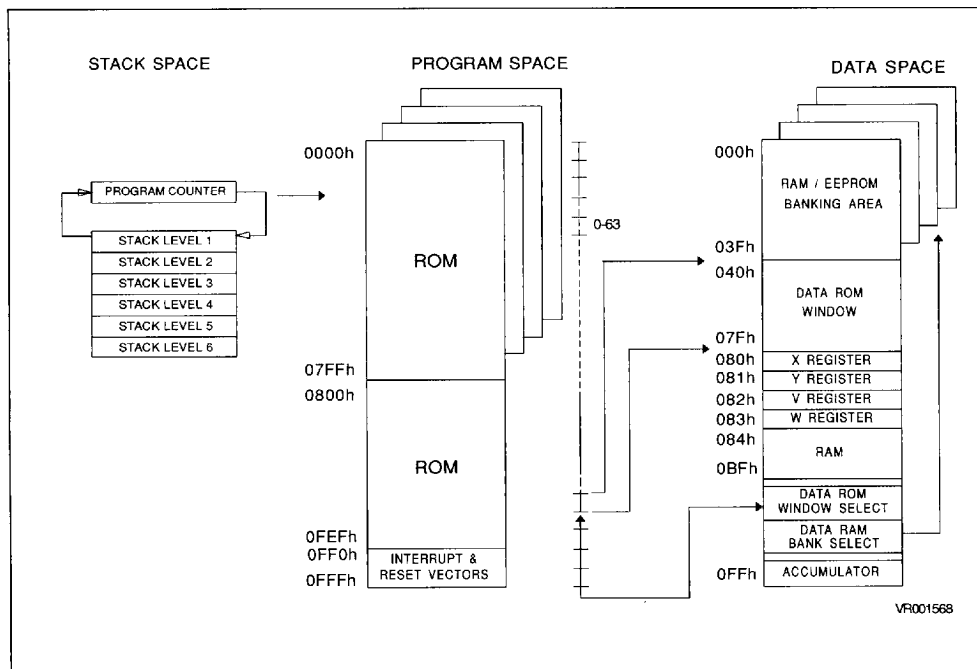 STACK SPACE
PROGRAM COUNTER
STACK LEVEL 1
STACK LEVEL 2
STACK LEVEL 3
STACK LEVEL 4
STACK LEVEL 5
STACK LEVEL 6
PROGRAM SPACE
0000h
ROM
07FFh
0800h
ROM
0FEFh
0FF0h
INTERRUPT &
RESET VECTORS
0FFFh
0-63
DATA SPACE
000h
RAM / EEPROM
BANKING AREA
03Fh
040h
DATA ROM
WINDOW
07Fh
080h
X REGISTER
081h
Y REGISTER
082h
V REGISTER
083h
W REGISTER
084h
RAM
0BFh
DATA ROM
WINDOW SELECT
DATA RAM
BANK SELECT
0FFh
ACCUMULATOR
VR001568